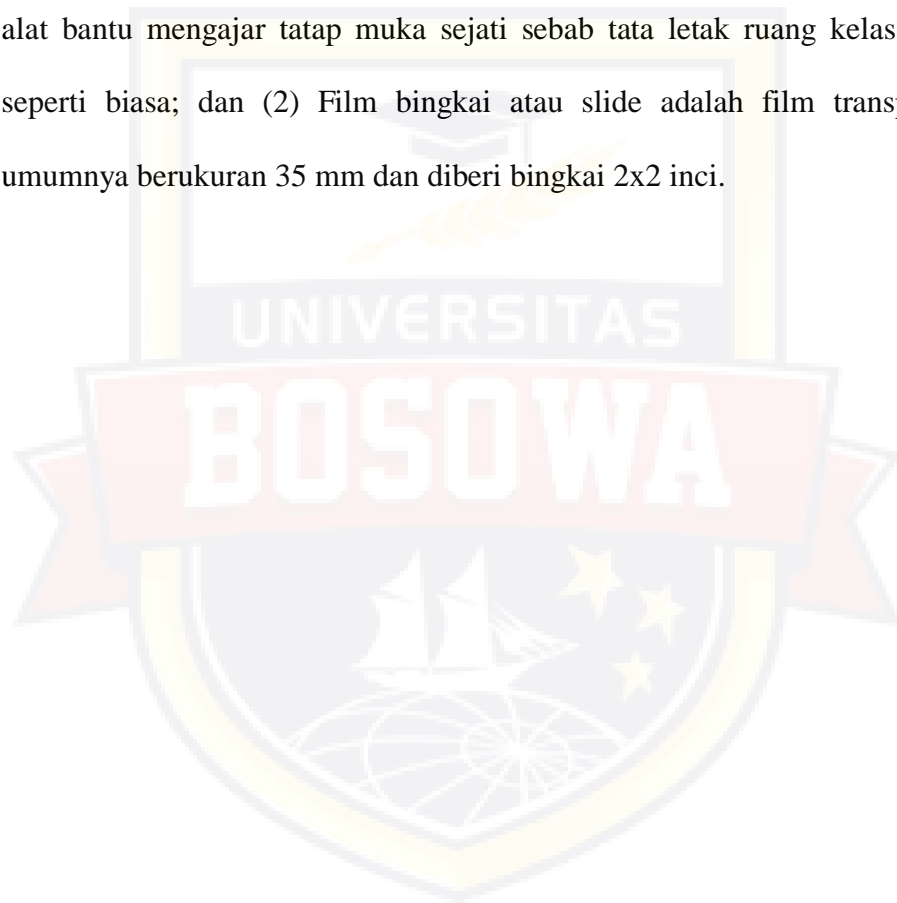 alat bantu mengajar tatap muka sejati sebab tata letak ruang kelas
seperti biasa; dan (2) Film bingkai atau slide adalah film
umumnya berukuran 35 mm dan diberi bingkai 2x2 inci.
UNIVERSITAS
BOSOWA